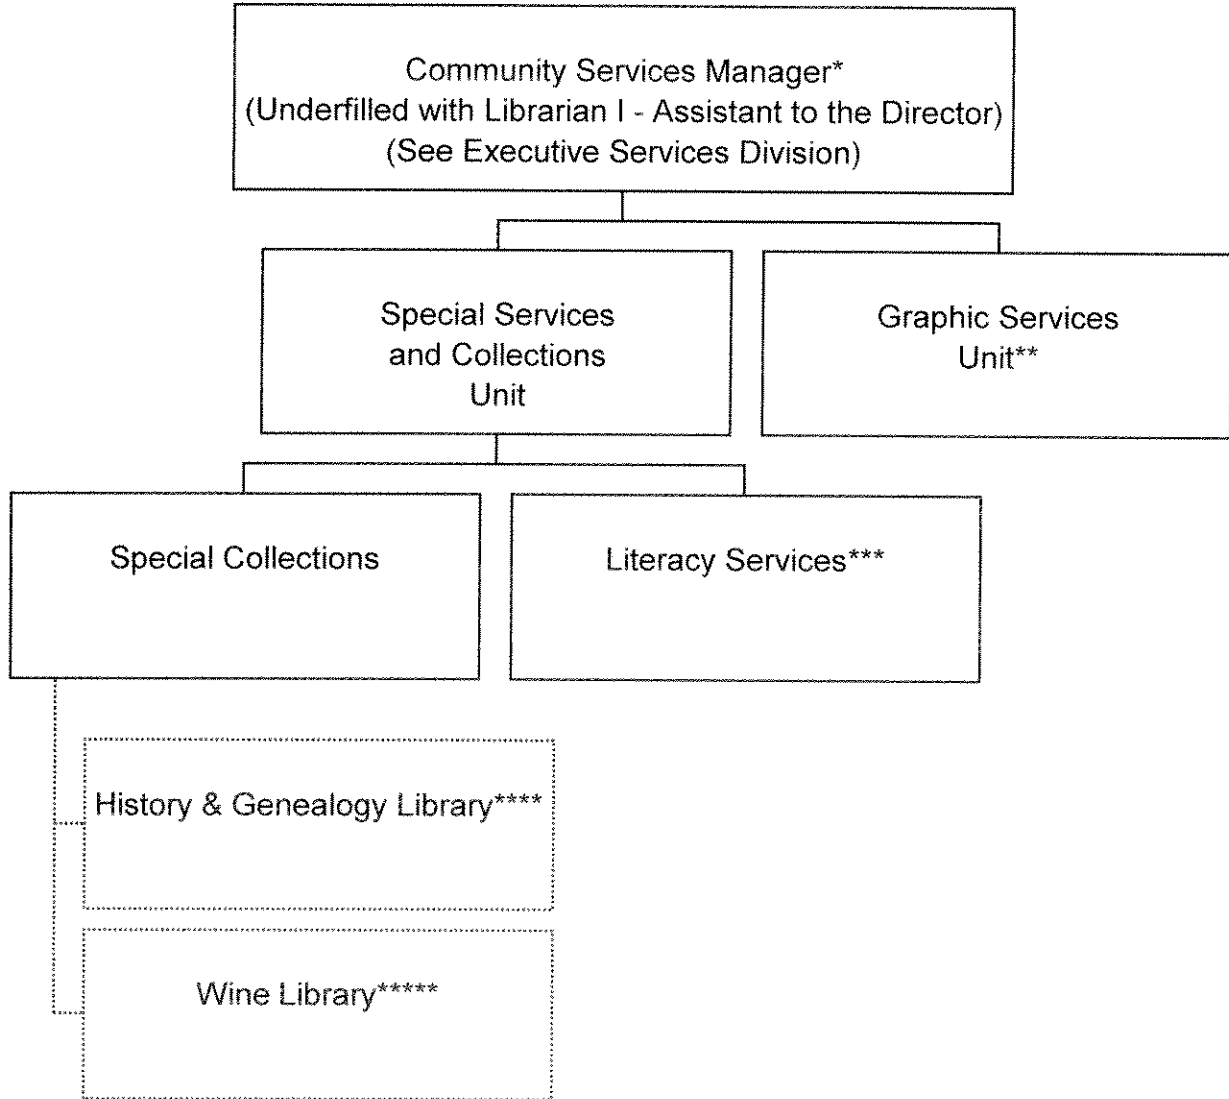 Community Services Manager*
(Underfilled with Librarian I - Assistant to the Director)
(See Executive Services Division)
Special Services
and Collections
Unit
Graphic Services
Unit**
Special Collections
Literacy Services***
History & Genealogy Library****
Wine Library*****